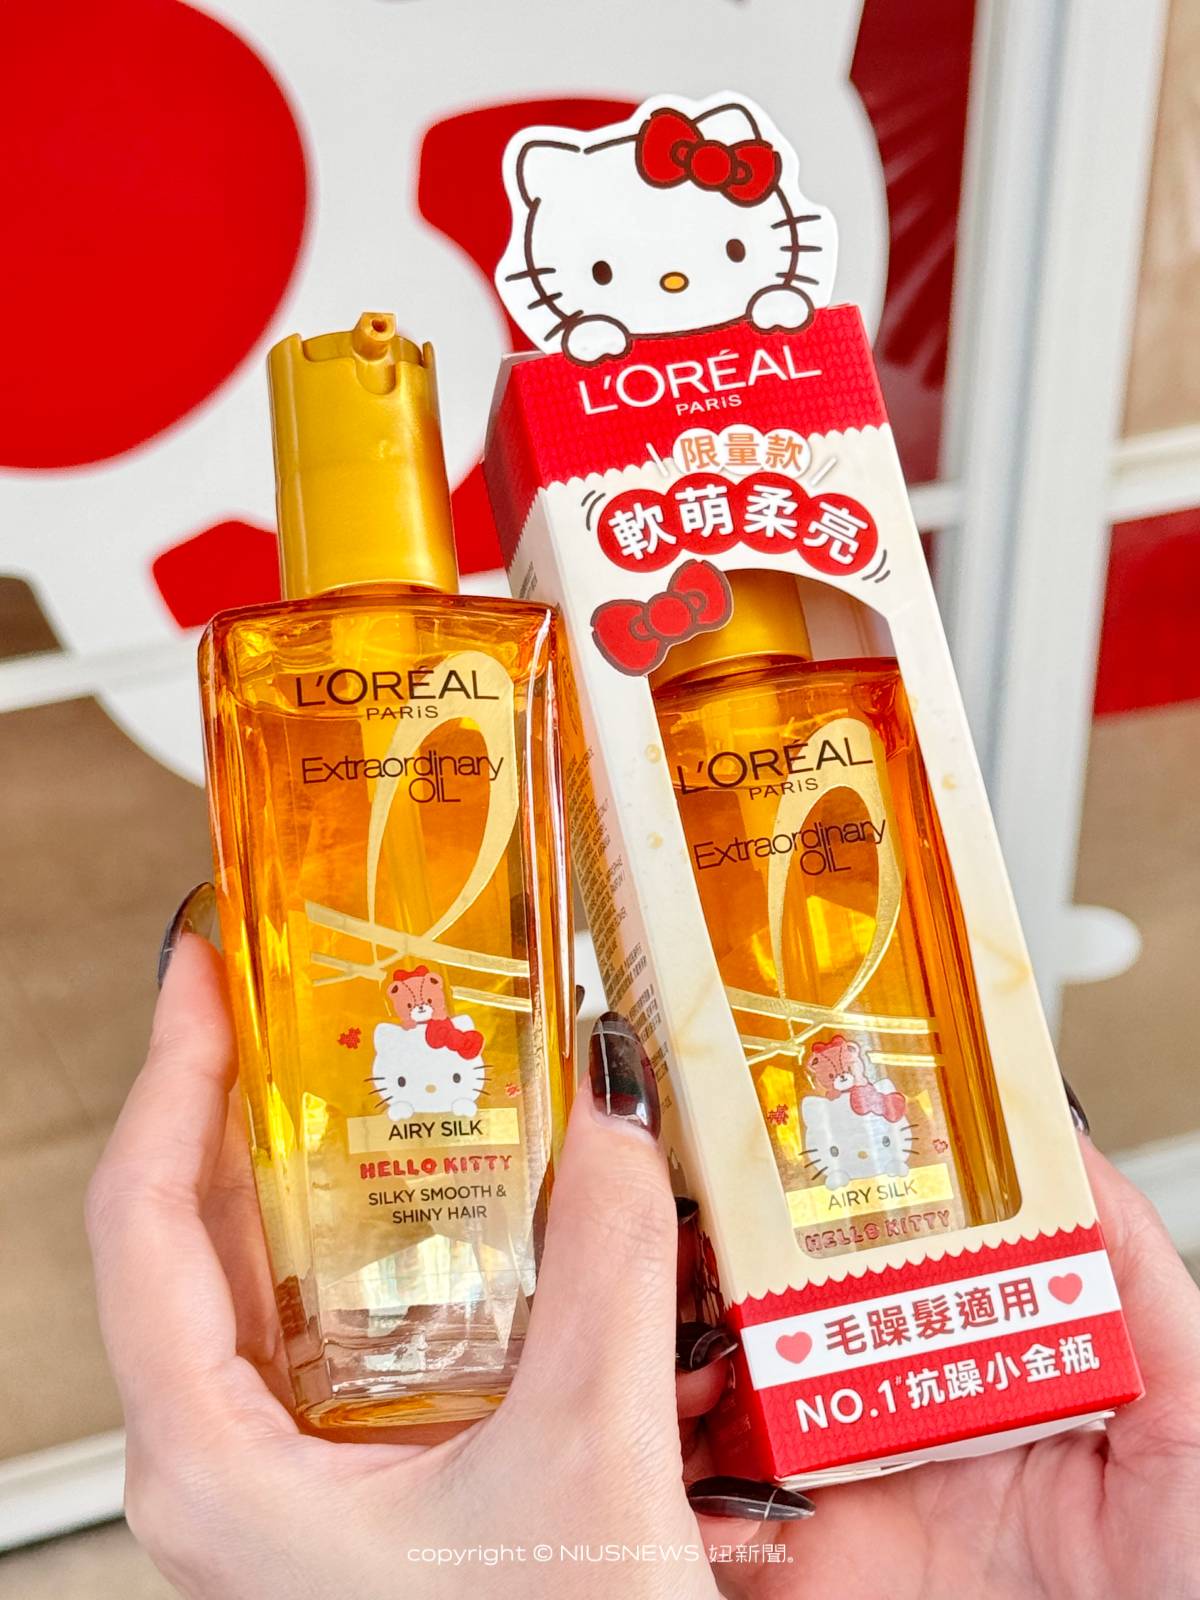 L'ORÉAL
PARIS
限量款
軟萌柔亮
L'ORÉAL
PARIS
Extraordinary
OIL
AIRY SILK
HELLO KITTY
SILKY SMOOTH &
SHINY HAIR
L'ORÉAL
PARIS
Extraordinary
OIL
AIRY SILK
HELLO KITTY
毛躁髮適用
NO.1#抗躁小金瓶
copyright © NIUSNEWS 妞新聞。